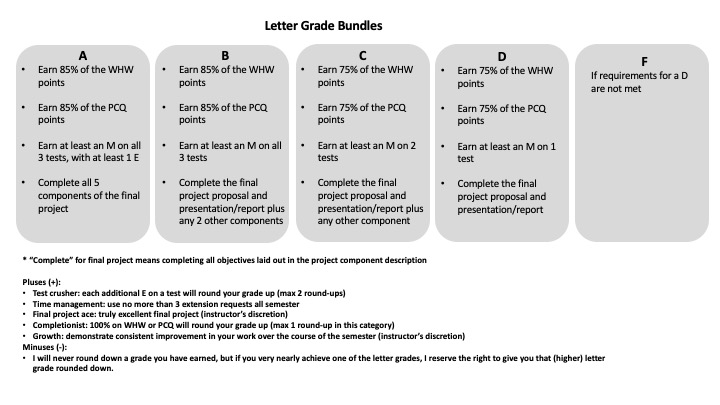 Letter Grade Bundles
A
• Earn 85% of the WHW
points
• Earn 85% of the PCQ
points
• Earn at least an M on all
3 tests, with at least 1 E
• Complete all 5
components of the final
project
B
• Earn 85% of the WHW
points
• Earn 85% of the PCQ
points
• Earn at least an M on all
3 tests
• Complete the final
project proposal and
presentation/report plus
any 2 other components
C
• Earn 75% of the WHW
points
• Earn 75% of the PCQ
points
• Earn at least an M on 2
tests
• Complete the final
project proposal and
presentation/report plus
any other component
D
• Earn 75% of the WHW
points
• Earn 75% of the PCQ
points
• Earn at least an M on 1
test
• Complete the final
project proposal and
presentation/report
F
If requirements for a D
are not met
* “Complete” for final project means completing all objectives laid out in the project component description
Pluses (+):
• Test crusher: each additional E on a test will round your grade up (max 2 round-ups)
• Time management: use no more than 3 extension requests all semester
• Final project ace: truly excellent final project (instructor’s discretion)
• Completionist: 100% on WHW or PCQ will round your grade up (max 1 round-up in this category)
• Growth: demonstrate consistent improvement in your work over the course of the semester (instructor’s discretion)
Minuses (-):
• I will never round down a grade you have earned, but if you very nearly achieve one of the letter grades, I reserve the right to give you that (higher) letter
grade rounded down.